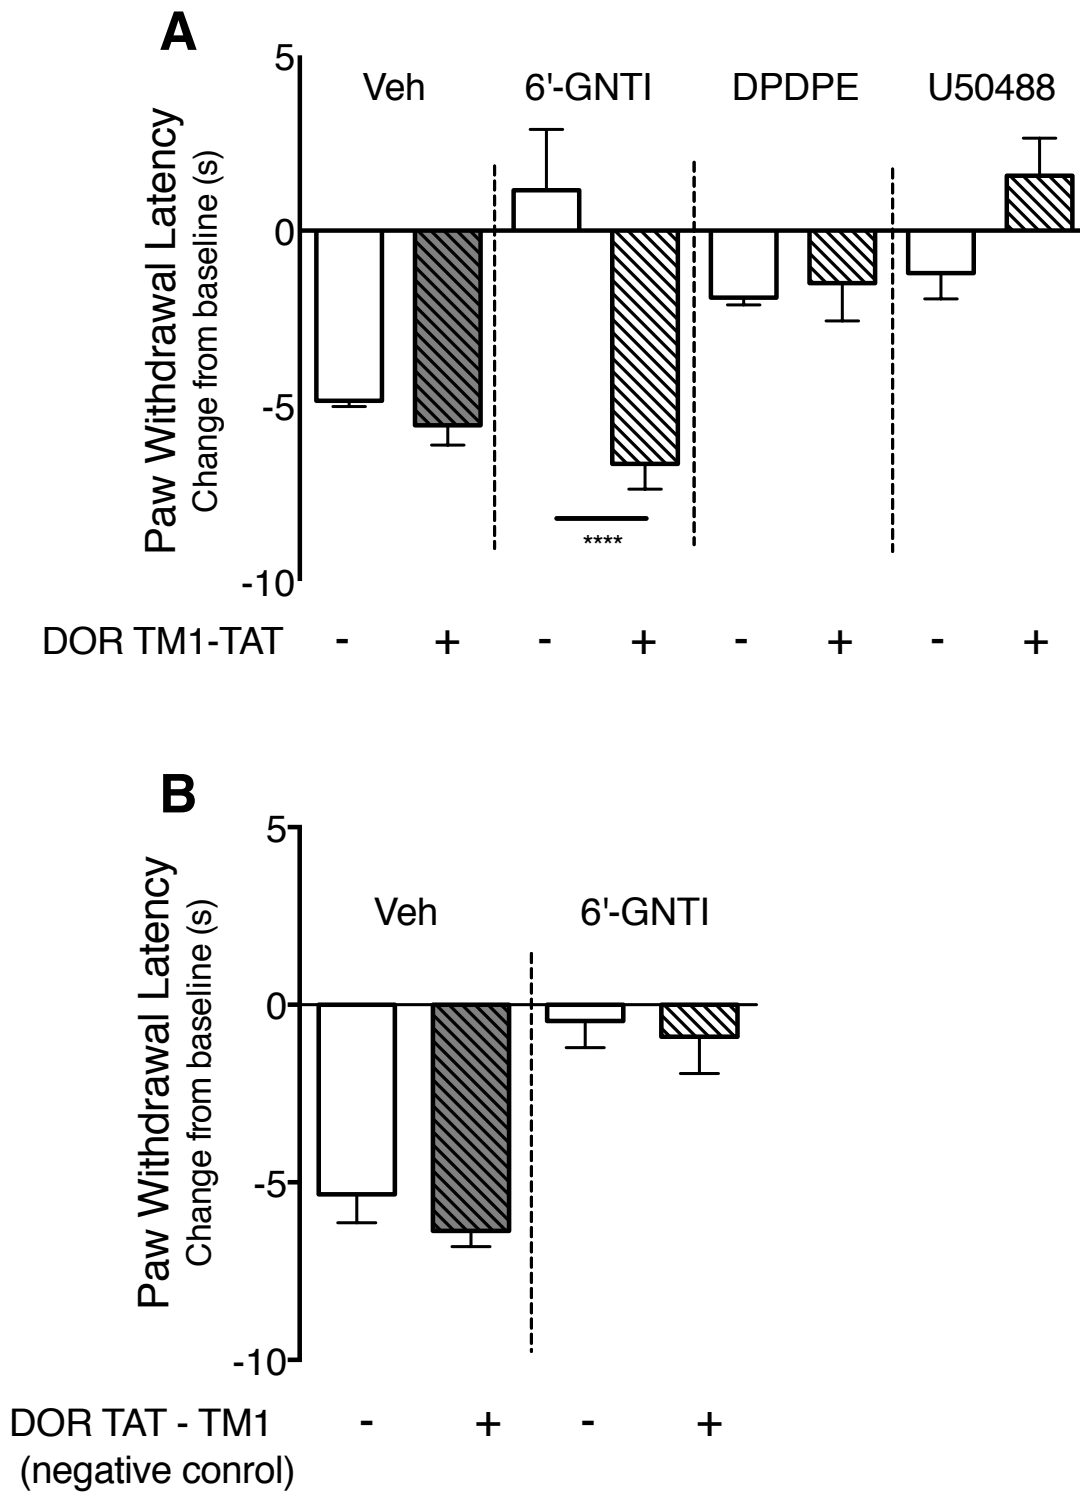 A
5
Veh 6'-GNTI DPDPE U50488
Paw Withdrawal Latency
Change from baseline (s)
0
-5
****
-10
DOR TM1-TAT - + - + - + - +
B
5
Veh 6'-GNTI
Paw Withdrawal Latency
Change from baseline (s)
0
-5
-10
DOR TAT - TM1 - + - +
(negative conrol)